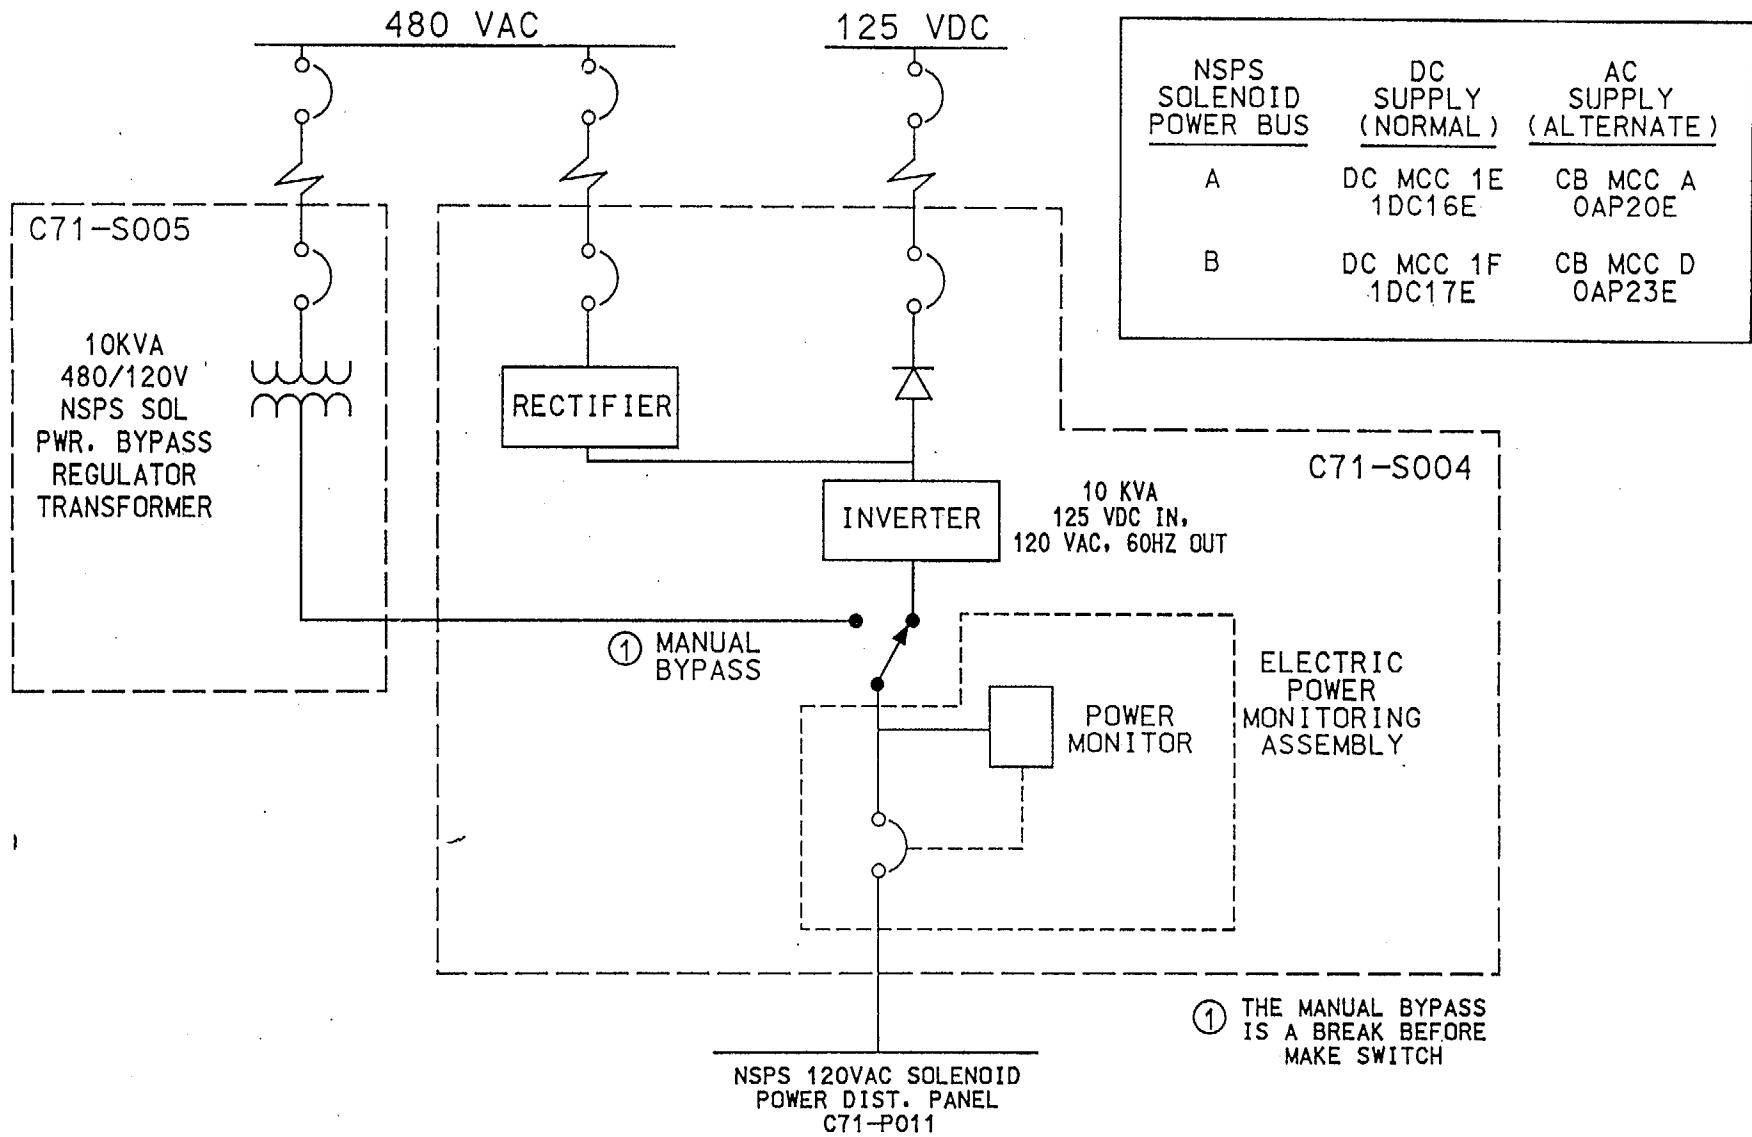 480 VAC
125 VDC
NSPS
SOLENOID
POWER BUS
DC
SUPPLY
(NORMAL)
AC
SUPPLY
(ALTERNATE)
A
DC MCC 1E
1DC16E
CB MCC A
0AP20E
B
DC MCC 1F
1DC17E
CB MCC D
0AP23E
C71-S005
10KVA
480/120V
NSPS SOL
PWR. BYPASS
REGULATOR
TRANSFORMER
RECTIFIER
C71-S004
INVERTER
10 KVA
125 VDC IN,
120 VAC, 60HZ OUT
1 MANUAL
BYPASS
POWER
MONITOR
ELECTRIC
POWER
MONITORING
ASSEMBLY
1 THE MANUAL BYPASS
IS A BREAK BEFORE
MAKE SWITCH
NSPS 120VAC SOLENOID
POWER DIST. PANEL
C71-P011